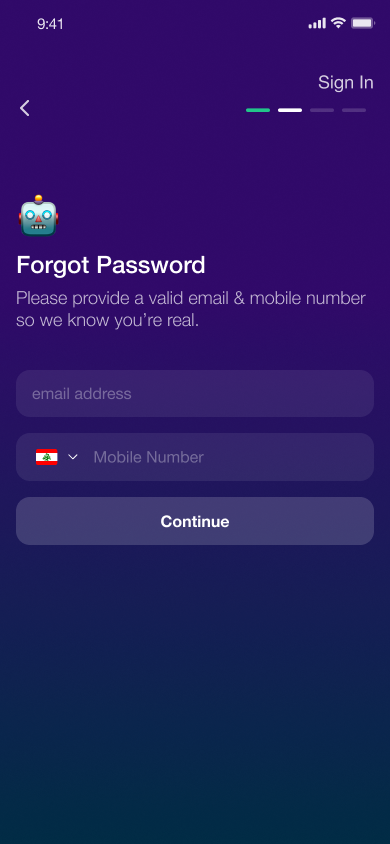 9:41
Sign In
Forgot Password
Please provide a valid email & mobile number
so we know you’re real.
email address
Mobile Number
Continue